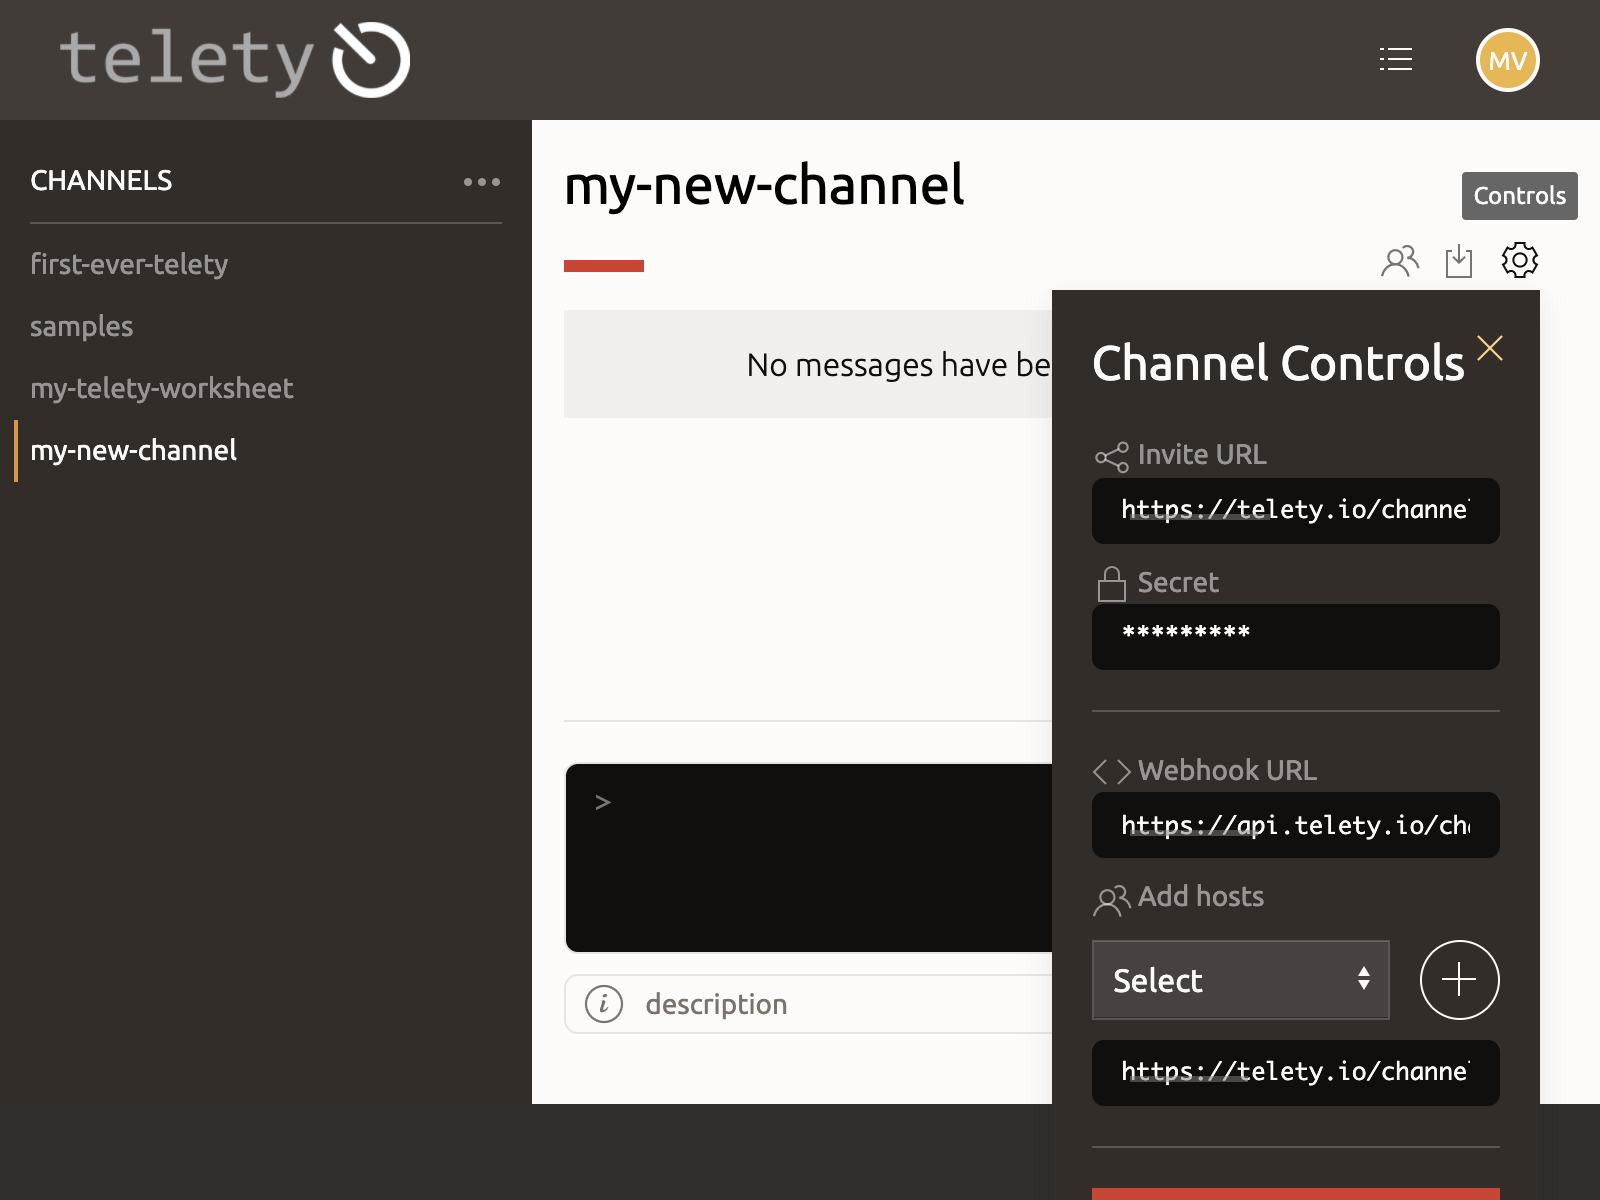 telety
MV
CHANNELS
first-ever-telety
samples
my-telety-worksheet
my-new-channel
my-new-channel
Controls
No messages have be
>
description
Channel Controls
Invite URL
https://telety.io/channe
Secret
*********
Webhook URL
https://api.telety.io/ch
Add hosts
Select
https://telety.io/channe